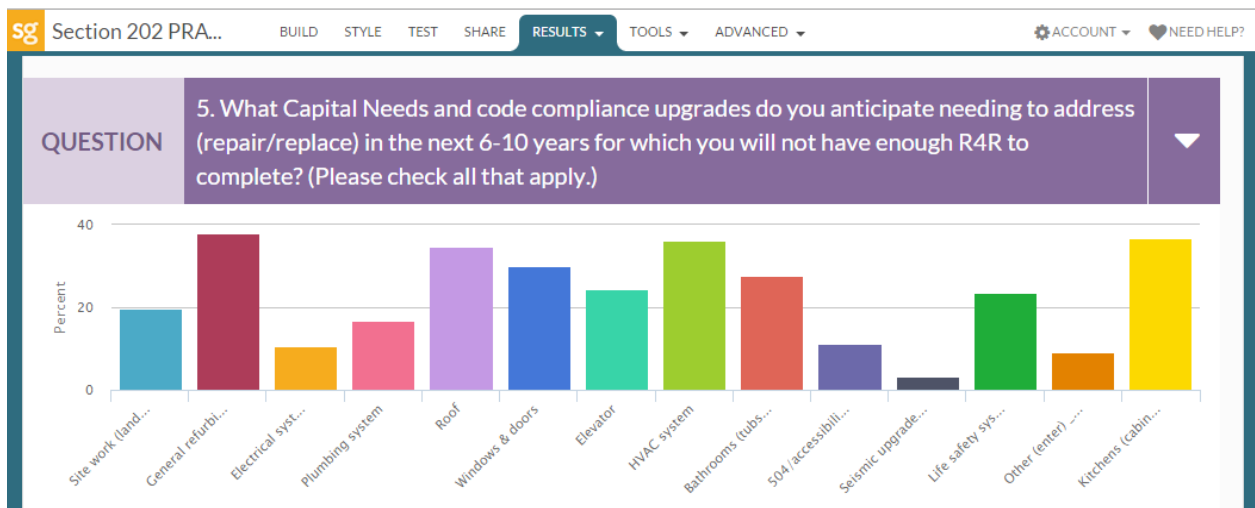 sg Section 202 PRA... BUILD STYLE TEST SHARE RESULTS TOOLS ADVANCED ACCOUNT NEED HELP?
QUESTION
5. What Capital Needs and code compliance upgrades do you anticipate needing to address
(repair/replace) in the next 6-10 years for which you will not have enough R4R to
complete? (Please check all that apply.)
Percent
40
20
0
Site work (land...
General refurbi...
Electrical syst...
Plumbing system
Roof
Windows & doors
Elevator
HVAC system
Bathrooms (tubs...
504/accessibili...
Seismic upgrade...
Life safety sys...
Other (enter) _...
Kitchens (cabin...